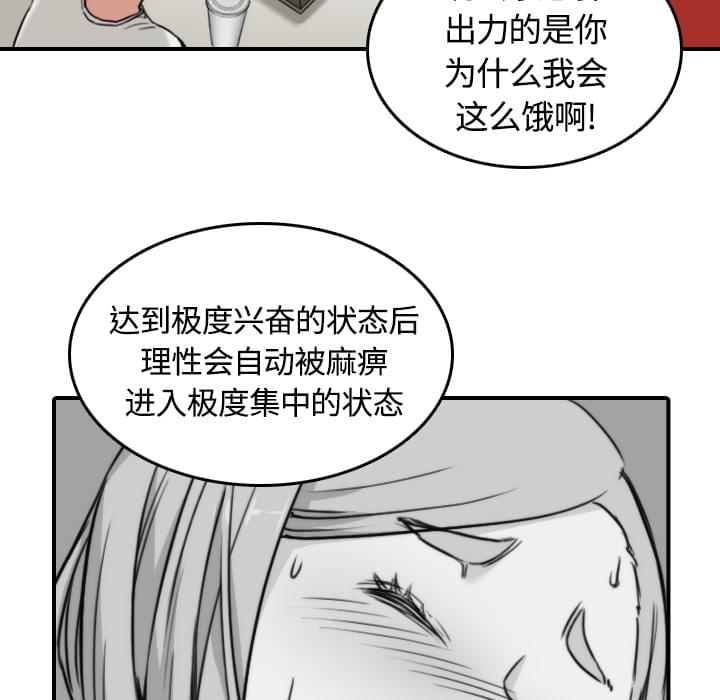 出力的是你
为什么我会
这么饿啊!
达到极度兴奋的状态后
理性会自动被麻痹
进入极度集中的状态